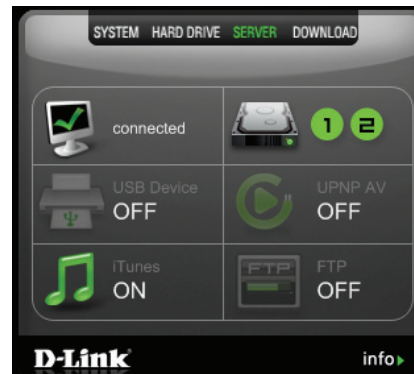 SYSTEM HARD DRIVE SERVER DOWNLOAD
connected
1 2
USB Device
OFF
UPNP AV
OFF
iTunes
ON
FTP
FTP
OFF
D-Link
info